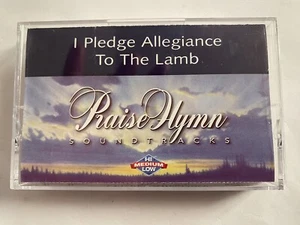 I Pledge Allegiance
To The Lamb
Praise Hymn
SOUNDTRACKS
HI
MEDIUM
LOW